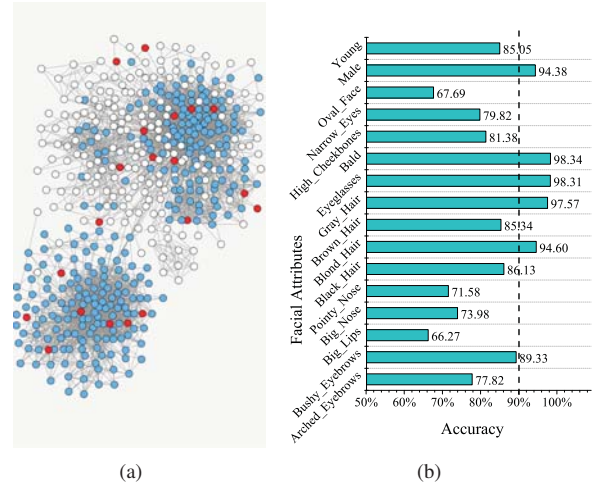 Facial Attributes
Young
85.05
Male
94.38
Oval_Face
67.69
Narrow_Eyes
79.82
High_Cheekbones
81.38
Bald
98.34
Eyeglasses
98.31
Gray_Hair
97.57
Brown_Hair
85.34
Blond_Hair
94.60
Black_Hair
86.13
Pointy_Nose
71.58
Big_Nose
73.98
Big_Lips
66.27
Bushy_Eyebrows
89.33
Arched_Eyebrows
77.82
50% 60% 70% 80% 90% 100%
Accuracy
(a) (b)